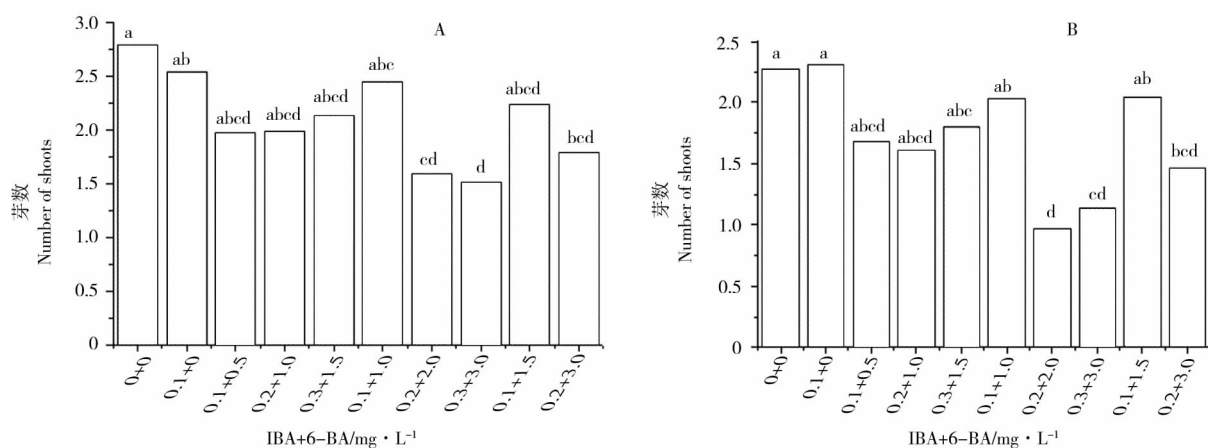 A
3.0
2.5
2.0
1.5
1.0
0.5
0
芽数
Number of shoots
a
ab
abcd
abcd
abcd
abc
cd
d
abcd
bcd
0+0
0.1+0
0.1+0.5
0.2+1.0
0.3+1.5
0.1+1.0
0.2+2.0
0.3+3.0
0.1+1.5
0.2+3.0
IBA+6-BA/mg·L⁻¹
B
2.5
2.0
1.5
1.0
0.5
0
芽数
Number of shoots
a
a
abcd
abcd
abc
ab
d
cd
ab
bcd
0+0
0.1+0
0.1+0.5
0.2+1.0
0.3+1.5
0.1+1.0
0.2+2.0
0.3+3.0
0.1+1.5
0.2+3.0
IBA+6-BA/mg·L⁻¹